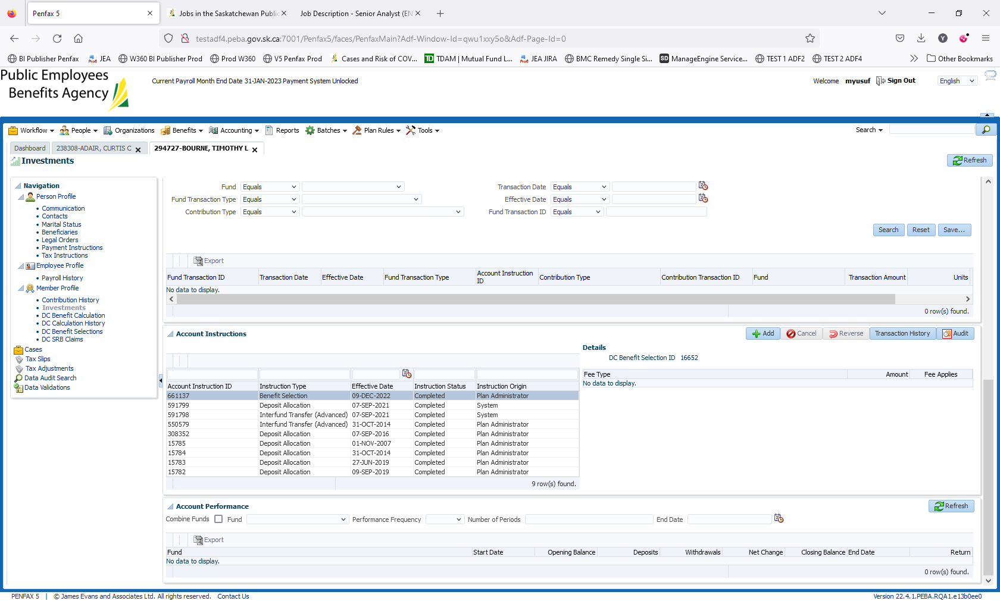 Penfax 5
Jobs in the Saskatchewan Public
Job Description - Senior Analyst (EN
testadf4.peba.gov.sk.ca:7001/Penfax5/faces/PenfaxMain?Adf-Window-Id=qwu1xxy5o&Adf-Page-Id=0
BI Publisher Penfax JEA W360 BI Publisher Prod Prod W360 V5 Penfax Prod Cases and Risk of COV... TDAM | Mutual Fund L... JEA JIRA BMC Remedy Single Si... ManageEngine Service... TEST 1 ADF2 TEST 2 ADF4 Other Bookmarks
Public Employees
Benefits Agency
Current Payroll Month End Date 31-JAN-2023 Payment System Unlocked
Welcome myusuf Sign Out English
Workflow People Organizations Benefits Accounting Reports Batches Plan Rules Tools Search
Dashboard 238308-ADAIR, CURTIS C 294727-BOURNE, TIMOTHY L
Investments
Refresh
Navigation
Person Profile
Communication
Contacts
Marital Status
Beneficiaries
Legal Orders
Payment Instructions
Tax Instructions
Employee Profile
Payroll History
Member Profile
Contribution History
Investments
DC Benefit Calculation
DC Calculation History
DC Benefit Selections
DC SRB Claims
Cases
Tax Slips
Tax Adjustments
Data Audit Search
Data Validations
Fund Equals Transaction Date Equals
Fund Transaction Type Equals Effective Date Equals
Contribution Type Equals Fund Transaction ID Equals
Search Reset Save...
Export
Fund Transaction ID Transaction Date Effective Date Fund Transaction Type Account Instruction ID Contribution Type Contribution Transaction ID Fund Transaction Amount Units
No data to display.
0 row(s) found.
Account Instructions
Add Cancel Reverse Transaction History Audit
Details
DC Benefit Selection ID 16652
Fee Type Amount Fee Applies
No data to display.
Account Instruction ID Instruction Type Effective Date Instruction Status Instruction Origin
661137 Benefit Selection 09-DEC-2022 Completed Plan Administrator
591799 Deposit Allocation 07-SEP-2021 Completed System
591798 Interfund Transfer (Advanced) 07-SEP-2021 Completed System
550579 Interfund Transfer (Advanced) 31-OCT-2014 Completed Plan Administrator
308352 Deposit Allocation 07-SEP-2016 Completed Plan Administrator
15785 Deposit Allocation 01-NOV-2007 Completed Plan Administrator
15784 Deposit Allocation 31-OCT-2014 Completed Plan Administrator
15783 Deposit Allocation 27-JUN-2019 Completed Plan Administrator
15782 Deposit Allocation 09-SEP-2019 Completed Plan Administrator
9 row(s) found.
Account Performance
Refresh
Combine Funds Fund Performance Frequency Number of Periods End Date
Export
Fund Start Date Opening Balance Deposits Withdrawals Net Change Closing Balance End Date Return
No data to display.
0 row(s) found.
PENFAX 5 | © James Evans and Associates Ltd. All rights reserved. Contact Us
Version 22.4.1.PEBA.RQA1.e13b0ee0